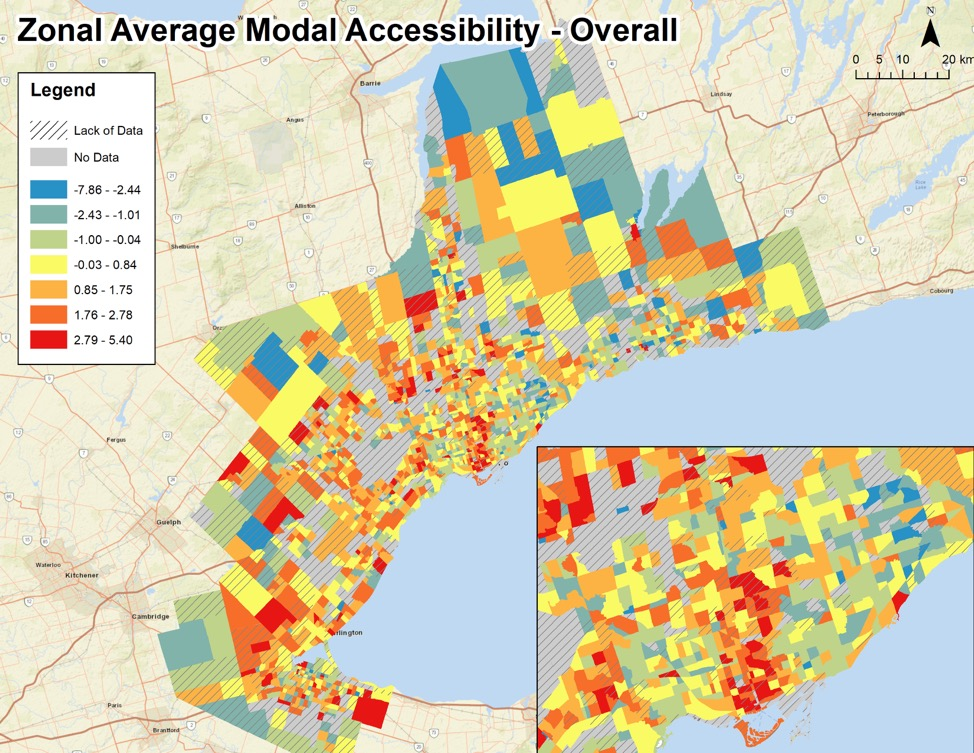 Zonal Average Modal Accessibility - Overall
N
0 5 10 20 km
Legend
Lack of Data
No Data
-7.86 - -2.44
-2.43 - -1.01
-1.00 - -0.04
-0.03 - 0.84
0.85 - 1.75
1.76 - 2.78
2.79 - 5.40
Barrie
Lindsay
Angus
Peterborough
Alliston
Shelburne
Cobourg
Fergus
Guelph
Waterloo
Kitchener
Cambridge
rlington
Paris
Brantford